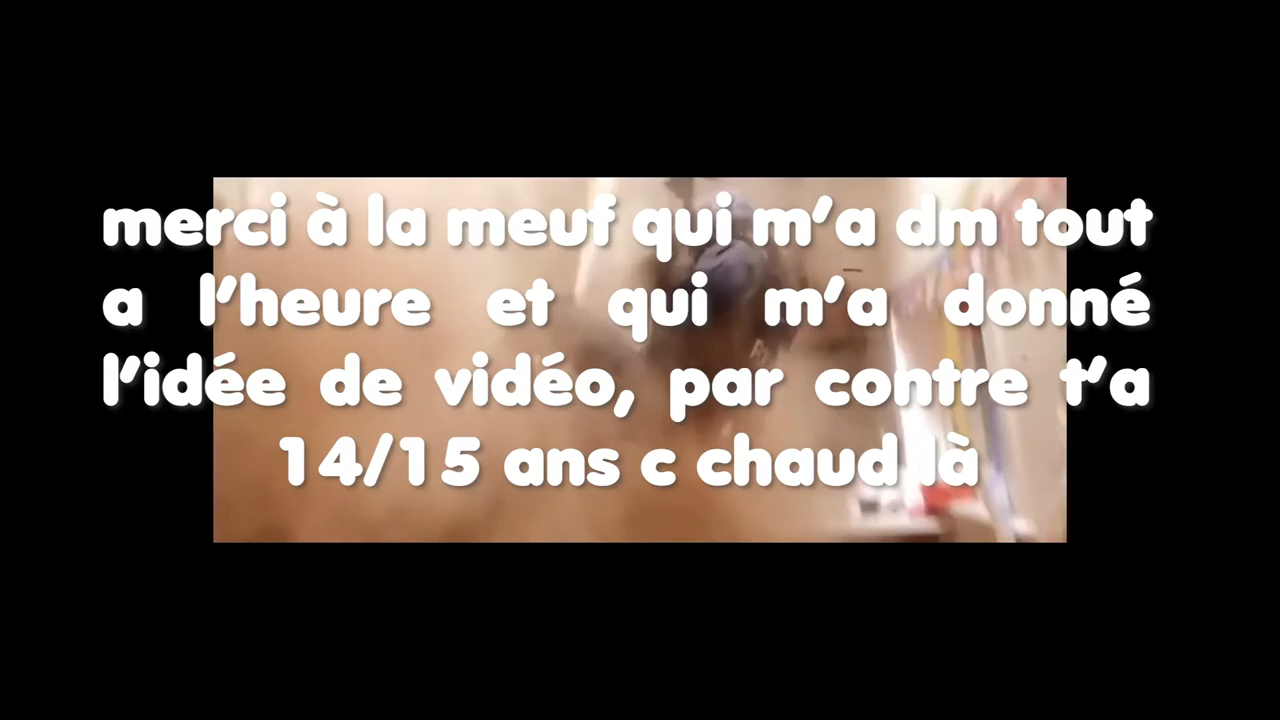 merci à la meuf qui m'a dm tout
a l'heure et qui m'a donné
l'idée de vidéo, par contre t'a
14/15 ans c chaud là